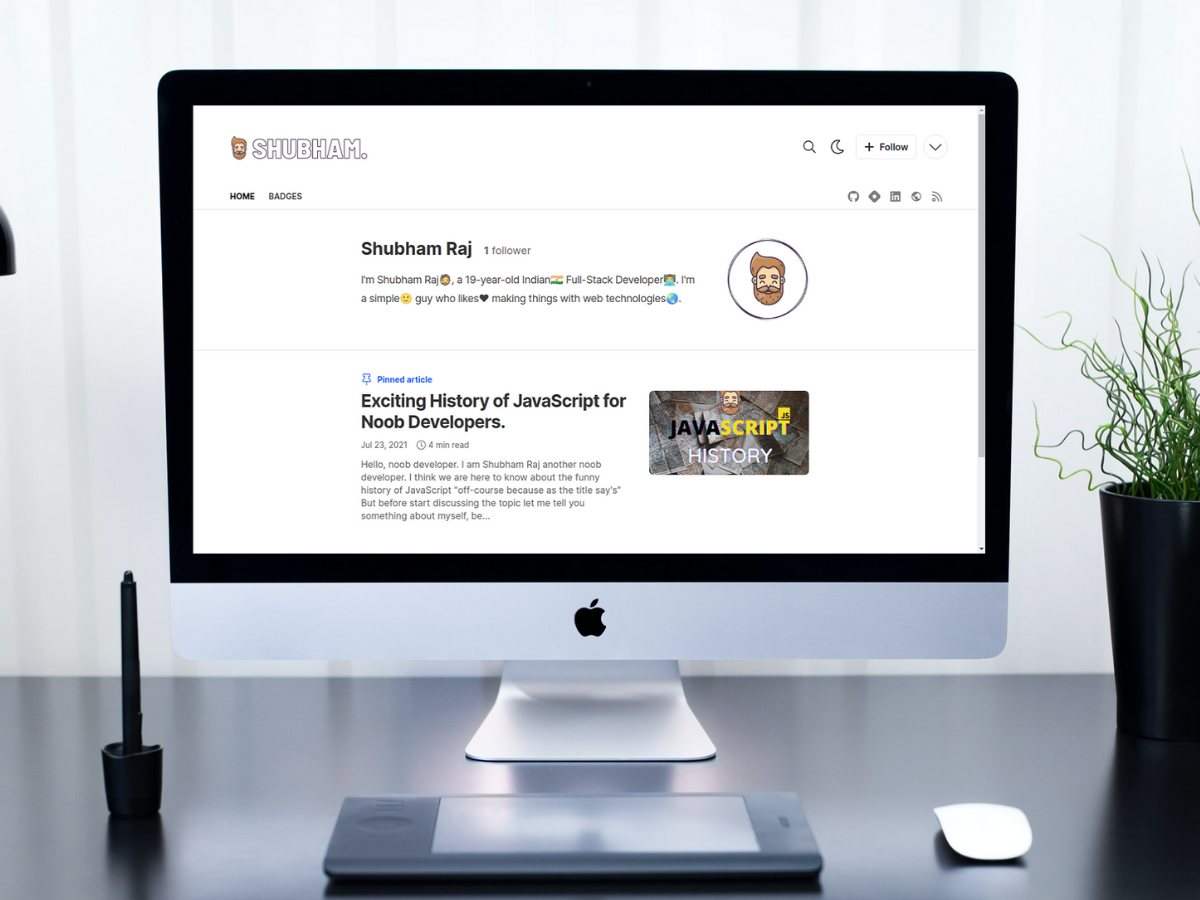 SHUBHAM.
Follow
HOME BADGES
Shubham Raj 1 follower
I'm Shubham Raj🧔, a 19-year-old Indian🇮🇳 Full-Stack Developer👨‍💻. I'm
a simple🙂 guy who likes❤ making things with web technologies🌏.
Pinned article
Exciting History of JavaScript for
Noob Developers.
Jul 23, 2021 4 min read
Hello, noob developer. I am Shubham Raj another noob
developer. I think we are here to know about the funny
history of JavaScript "off-course because as the title say's"
But before start discussing the topic let me tell you
something about myself, be...
JS
JAVASCRIPT
HISTORY